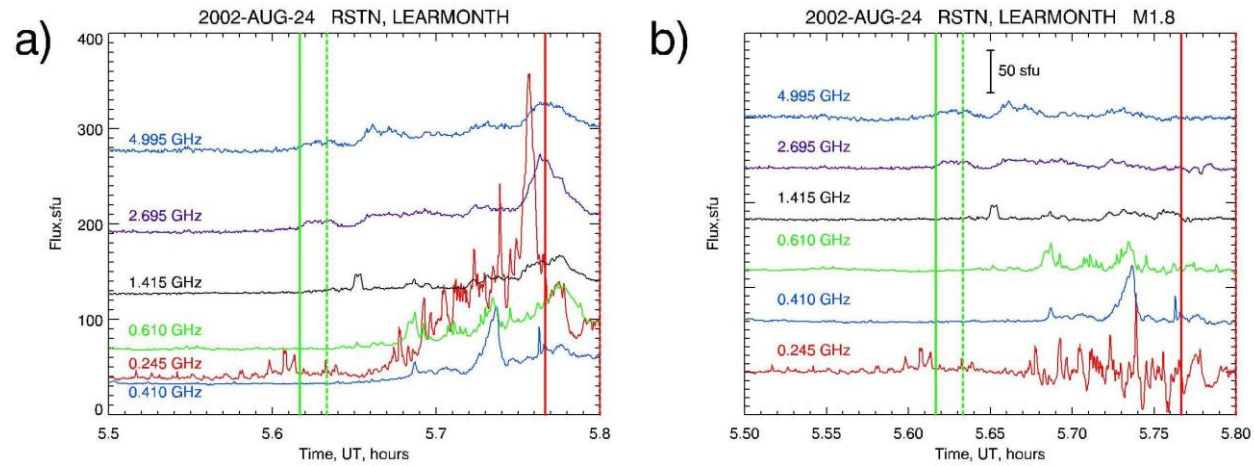 a)
2002-AUG-24 RSTN, LEARMONTH
400
300
200
100
0
Flux,sfu
4.995 GHz
2.695 GHz
1.415 GHz
0.610 GHz
0.245 GHz
0.410 GHz
5.5 5.6 5.7 5.8
Time, UT, hours
b)
2002-AUG-24 RSTN, LEARMONTH M1.8
50 sfu
Flux,sfu
4.995 GHz
2.695 GHz
1.415 GHz
0.610 GHz
0.410 GHz
0.245 GHz
5.50 5.55 5.60 5.65 5.70 5.75 5.80
Time, UT, hours